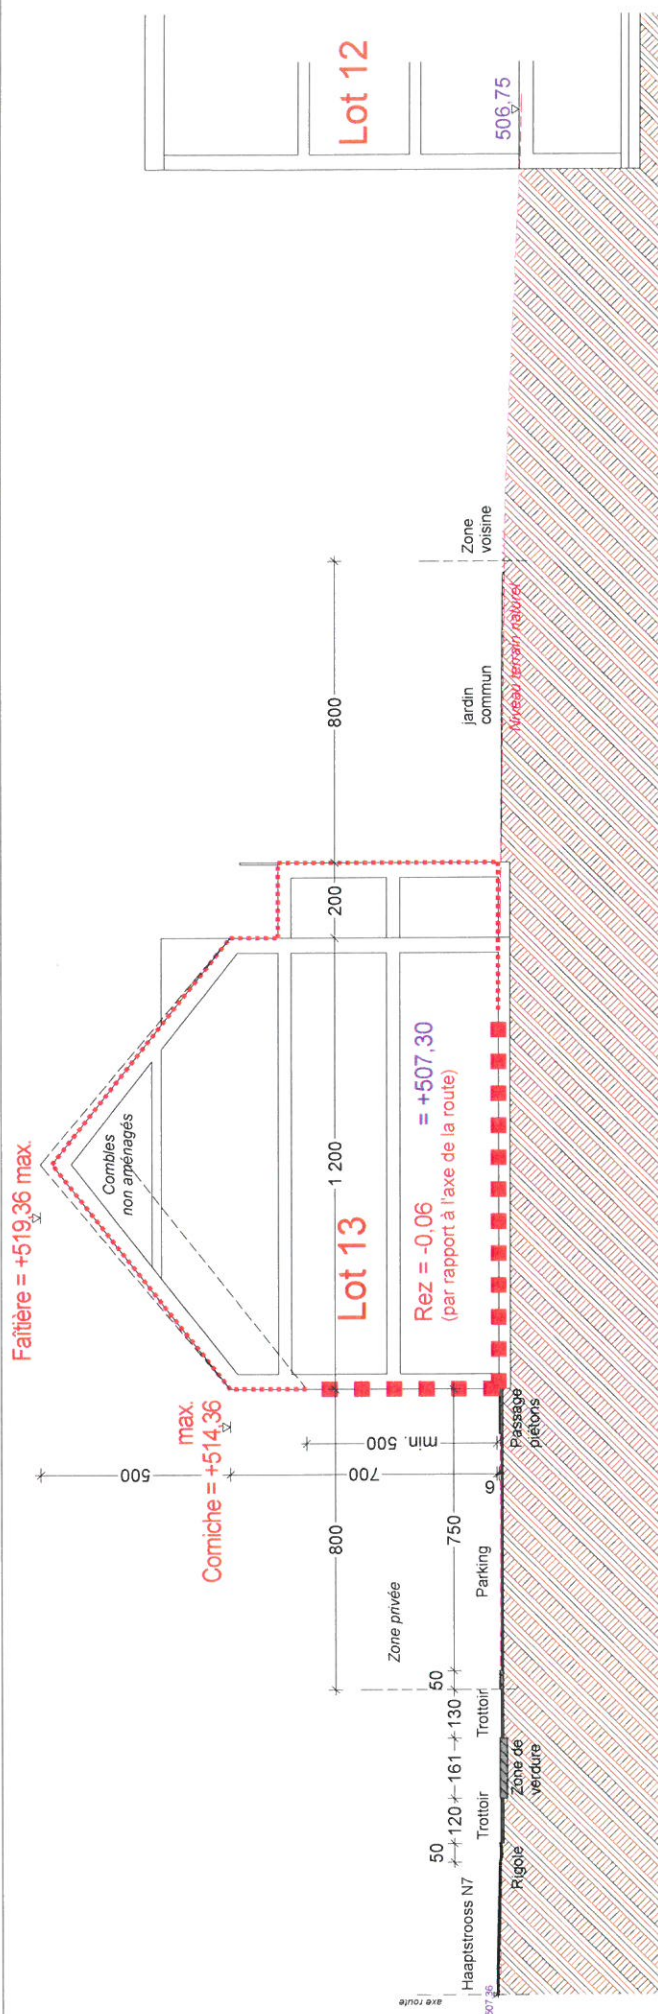 Faîtière = +519,36 max.
max.
Corniche = +514,36
500
700
min. 500
6
800
750
Combles
non aménagés
1 200
200
800
Lot 13
Rez = -0,06 = +507,30
(par rapport à l'axe de la route)
Lot 12
506,75
Zone privée
50
120
161
130
50
Haaptstrooss N7
Trottoir
Trottoir
Parking
Rigole
Zone de
verdure
Passage
piétons
jardin
commun
Zone
voisine
Niveau terrain naturel
axe route
507,36